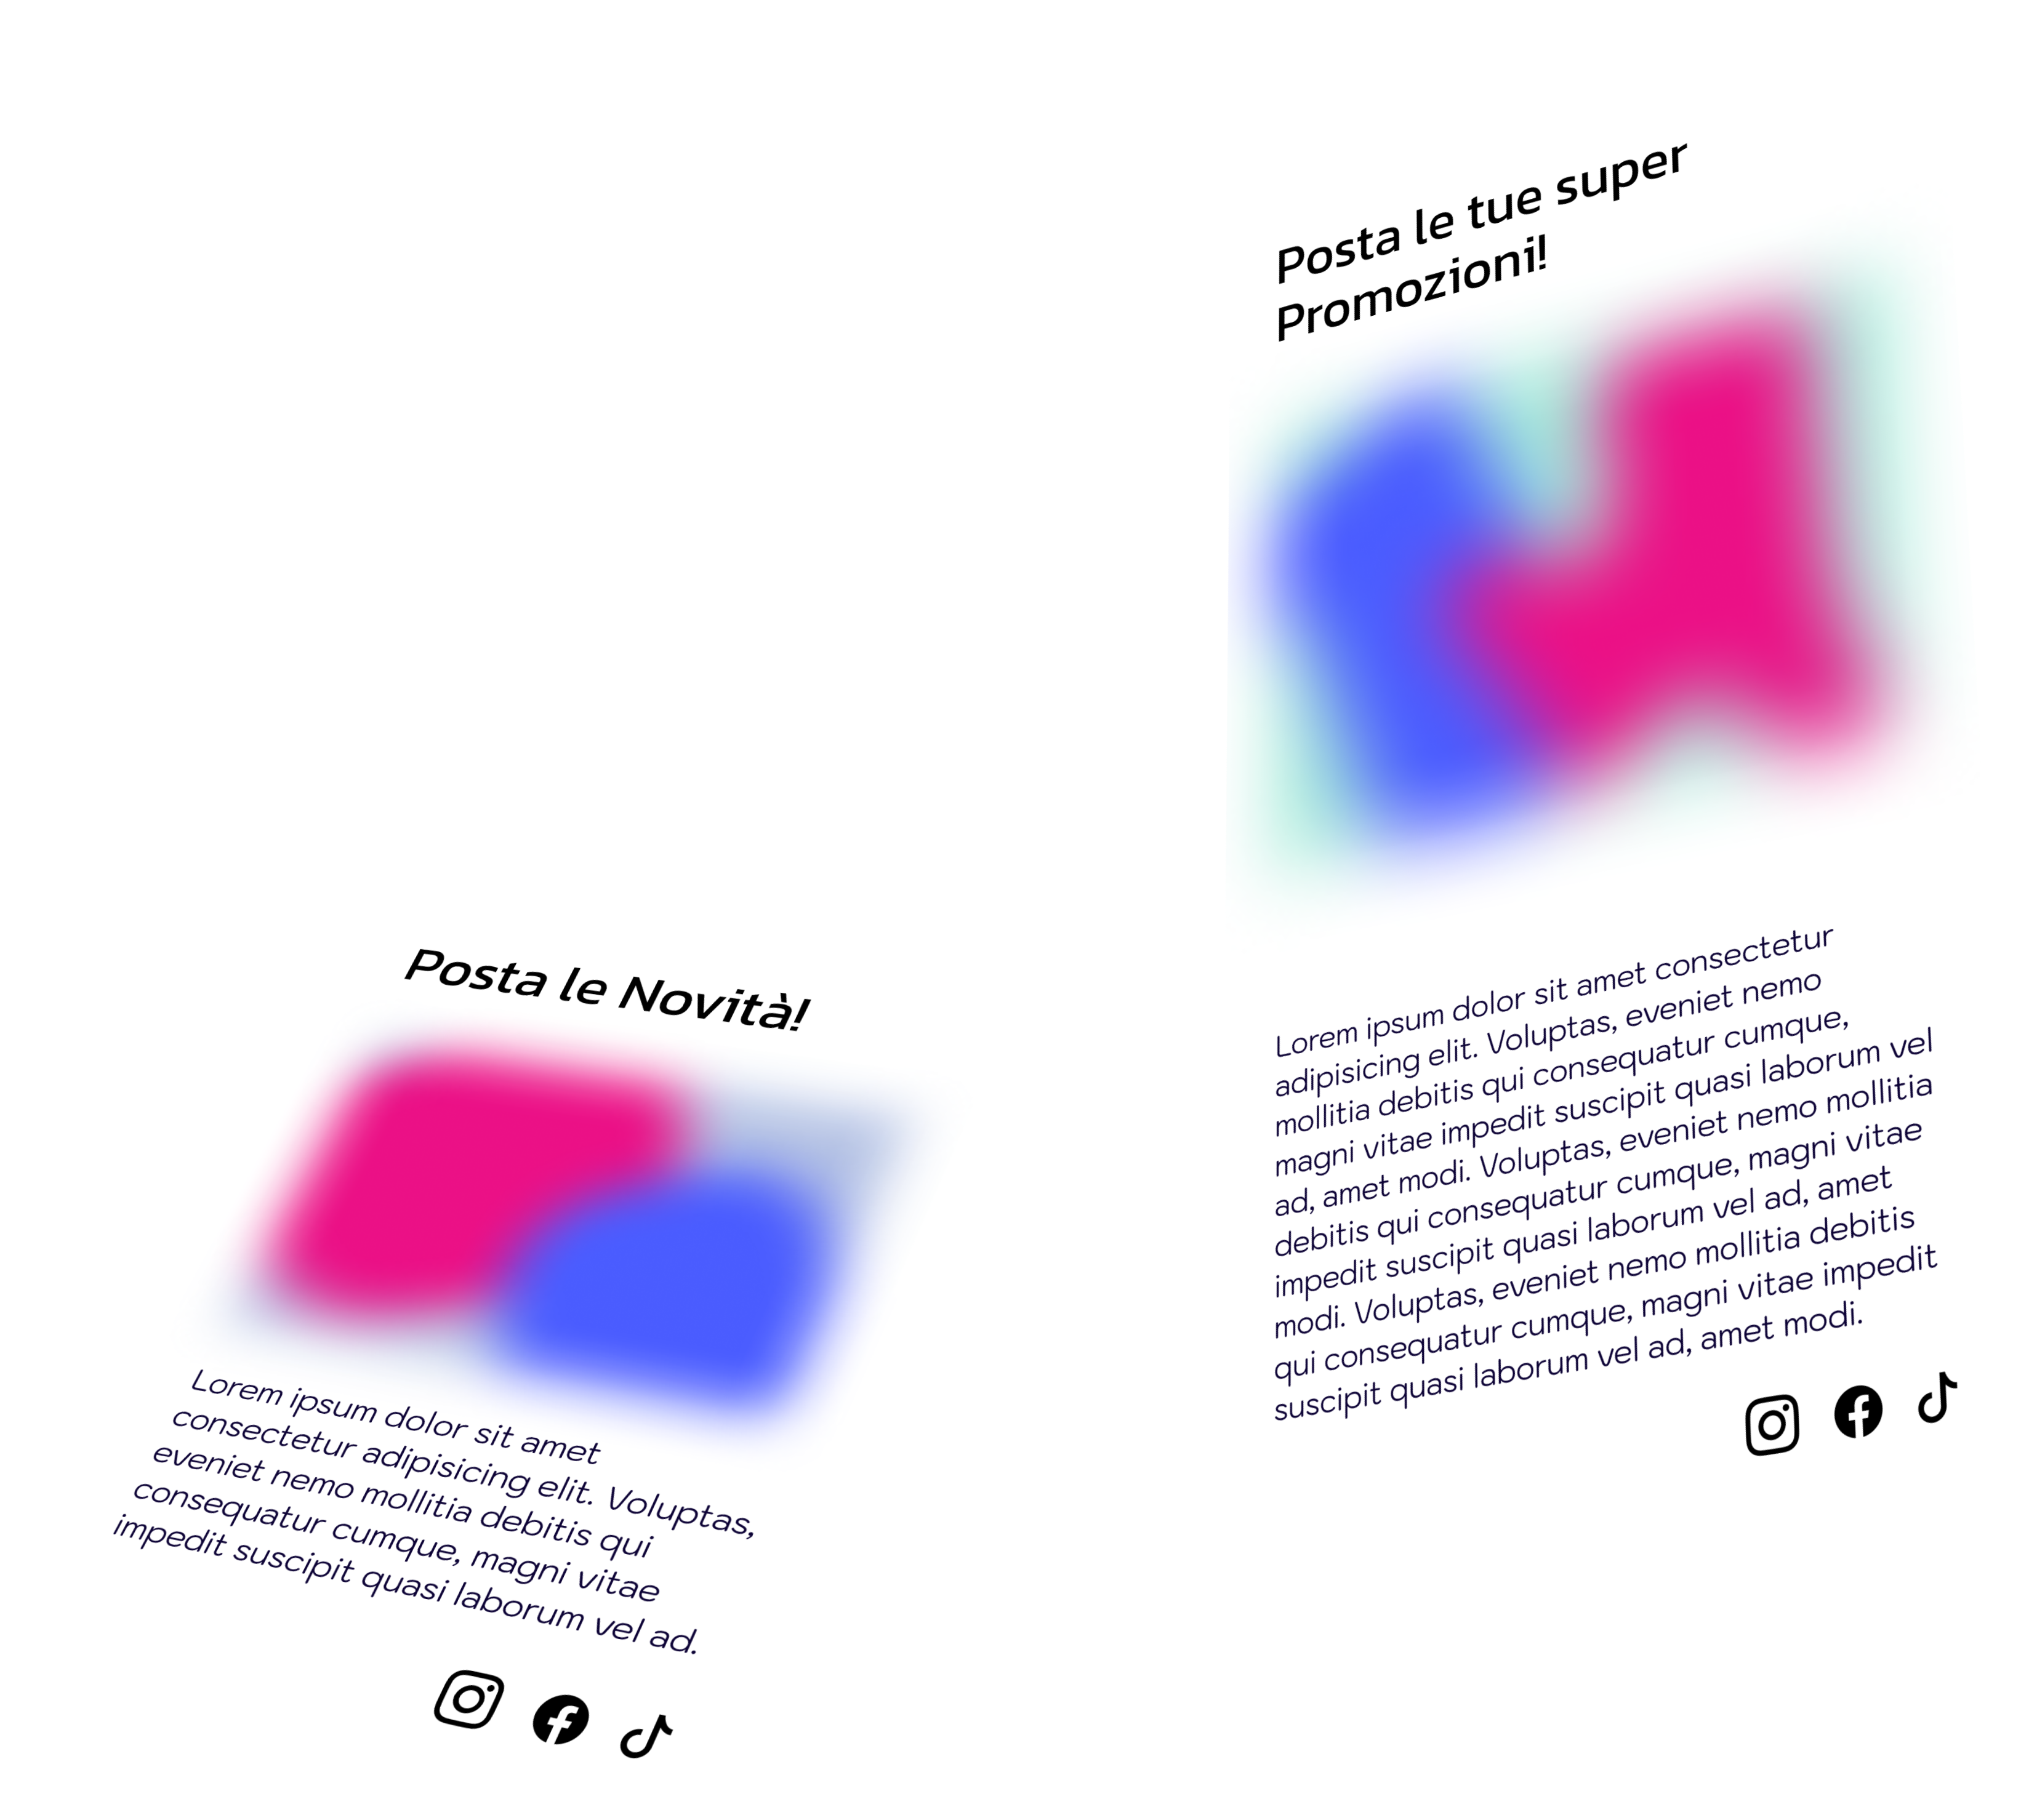 Posta le tue super
Promozioni!
Lorem ipsum dolor sit amet consectetur
adipisicing elit. Voluptas, eveniet nemo
mollitia debitis qui consequatur cumque,
magni vitae impedit suscipit quasi laborum vel
ad, amet modi. Voluptas, eveniet nemo mollitia
debitis qui consequatur cumque, magni vitae
impedit suscipit quasi laborum vel ad, amet
modi. Voluptas, eveniet nemo mollitia debitis
qui consequatur cumque, magni vitae impedit
suscipit quasi laborum vel ad, amet modi.
Posta le Novità!
Lorem ipsum dolor sit amet
consectetur adipisicing elit. Voluptas,
eveniet nemo mollitia debitis qui
consequatur cumque, magni vitae
impedit suscipit quasi laborum vel ad.